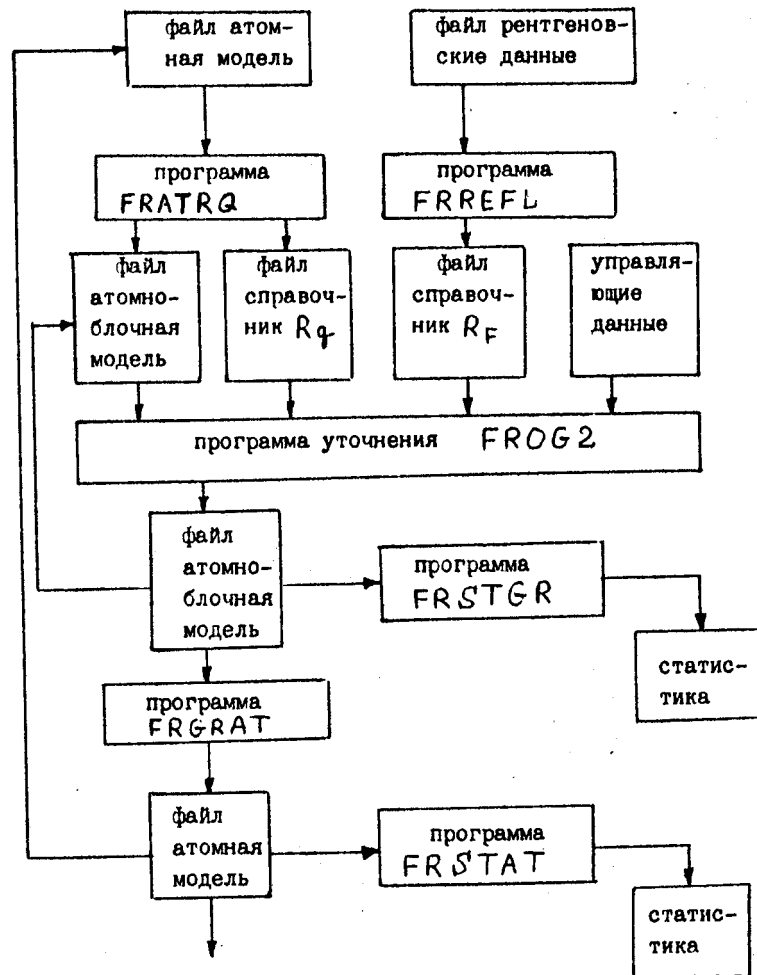 файл атом-
ная модель
файл рентгенов-
ские данные
программа
FRATRQ
программа
FRREFL
файл
атомно-
блочная
модель
файл
справоч-
ник Rq
файл
справоч-
ник RF
управля-
ющие
данные
программа уточнения FROG2
файл
атомно-
блочная
модель
программа
FRSTGR
статис-
тика
программа
FRGRAT
файл
атомная
модель
программа
FRSTAT
статис-
тика